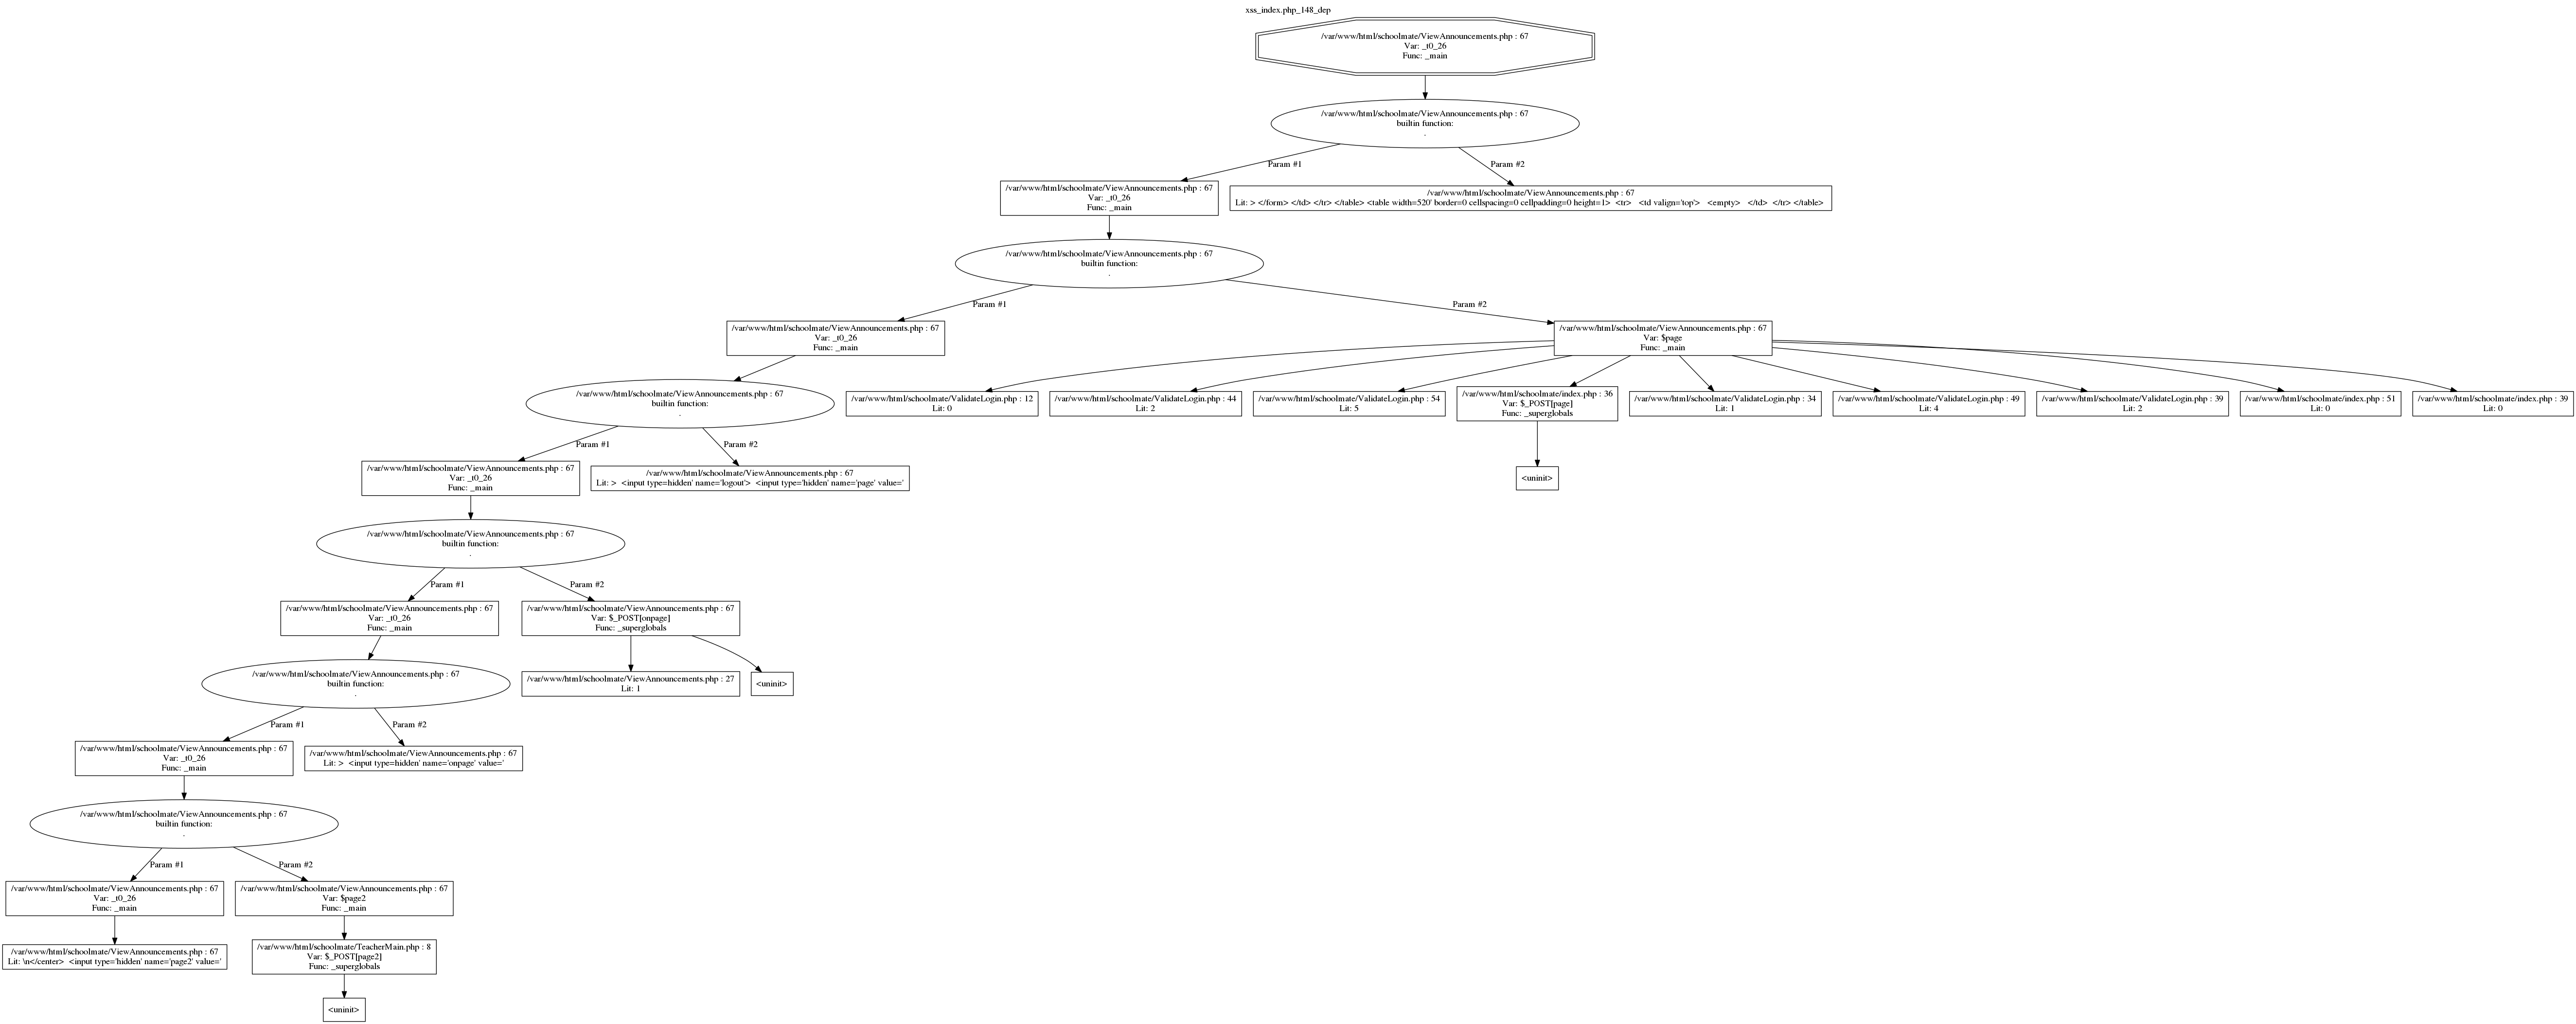 xss_index.php_148_dep
/var/www/html/schoolmate/ViewAnnouncements.php : 67
Var: _t0_26
Func: _main
/var/www/html/schoolmate/ViewAnnouncements.php : 67
builtin function:
.
Param #1
Param #2
/var/www/html/schoolmate/ViewAnnouncements.php : 67
Var: _t0_26
Func: _main
/var/www/html/schoolmate/ViewAnnouncements.php : 67
Lit: > </form> </td> </tr> </table> <table width=520' border=0 cellspacing=0 cellpadding=0 height=1> <tr> <td valign='top'> <empty> </td> </tr> </table>
/var/www/html/schoolmate/ViewAnnouncements.php : 67
builtin function:
.
Param #1
Param #2
/var/www/html/schoolmate/ViewAnnouncements.php : 67
Var: _t0_26
Func: _main
/var/www/html/schoolmate/ViewAnnouncements.php : 67
Var: $page
Func: _main
/var/www/html/schoolmate/ViewAnnouncements.php : 67
builtin function:
.
/var/www/html/schoolmate/ValidateLogin.php : 12
Lit: 0
/var/www/html/schoolmate/ValidateLogin.php : 44
Lit: 2
/var/www/html/schoolmate/ValidateLogin.php : 54
Lit: 5
/var/www/html/schoolmate/index.php : 36
Var: $_POST[page]
Func: _superglobals
/var/www/html/schoolmate/ValidateLogin.php : 34
Lit: 1
/var/www/html/schoolmate/ValidateLogin.php : 49
Lit: 4
/var/www/html/schoolmate/ValidateLogin.php : 39
Lit: 2
/var/www/html/schoolmate/index.php : 51
Lit: 0
/var/www/html/schoolmate/index.php : 39
Lit: 0
Param #1
Param #2
/var/www/html/schoolmate/ViewAnnouncements.php : 67
Var: _t0_26
Func: _main
/var/www/html/schoolmate/ViewAnnouncements.php : 67
Lit: > <input type=hidden' name='logout'> <input type='hidden' name='page' value='
<uninit>
/var/www/html/schoolmate/ViewAnnouncements.php : 67
builtin function:
.
Param #1
Param #2
/var/www/html/schoolmate/ViewAnnouncements.php : 67
Var: _t0_26
Func: _main
/var/www/html/schoolmate/ViewAnnouncements.php : 67
Var: $_POST[onpage]
Func: _superglobals
/var/www/html/schoolmate/ViewAnnouncements.php : 67
builtin function:
.
/var/www/html/schoolmate/ViewAnnouncements.php : 27
Lit: 1
<uninit>
Param #1
Param #2
/var/www/html/schoolmate/ViewAnnouncements.php : 67
Var: _t0_26
Func: _main
/var/www/html/schoolmate/ViewAnnouncements.php : 67
Lit: > <input type=hidden' name='onpage' value='
/var/www/html/schoolmate/ViewAnnouncements.php : 67
builtin function:
.
Param #1
Param #2
/var/www/html/schoolmate/ViewAnnouncements.php : 67
Var: _t0_26
Func: _main
/var/www/html/schoolmate/ViewAnnouncements.php : 67
Var: $page2
Func: _main
/var/www/html/schoolmate/ViewAnnouncements.php : 67
Lit: \n</center> <input type='hidden' name='page2' value='
/var/www/html/schoolmate/TeacherMain.php : 8
Var: $_POST[page2]
Func: _superglobals
<uninit>